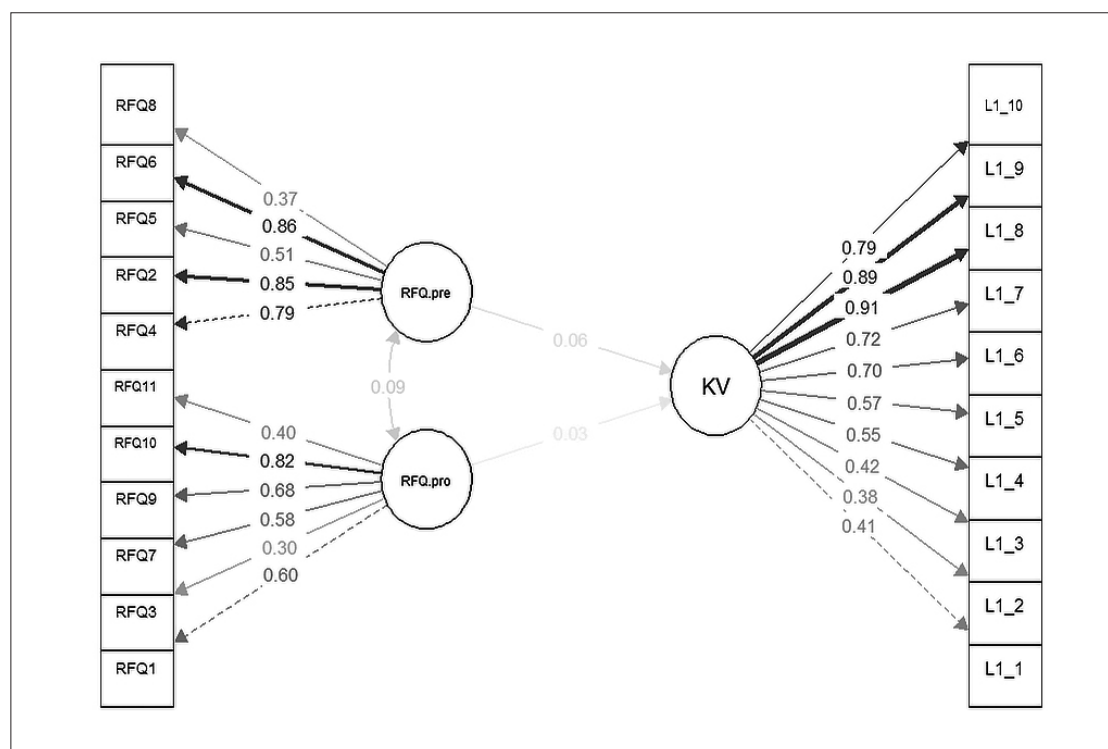 RFQ8
RFQ6
RFQ5
RFQ2
RFQ4
RFQ11
RFQ10
RFQ9
RFQ7
RFQ3
RFQ1
0.37
0.86
0.51
0.85
0.79
0.40
0.82
0.68
0.58
0.30
0.60
RFQ.pre
0.09
RFQ.pro
0.06
0.03
KV
0.79
0.89
0.91
0.72
0.70
0.57
0.55
0.42
0.38
0.41
L1_10
L1_9
L1_8
L1_7
L1_6
L1_5
L1_4
L1_3
L1_2
L1_1